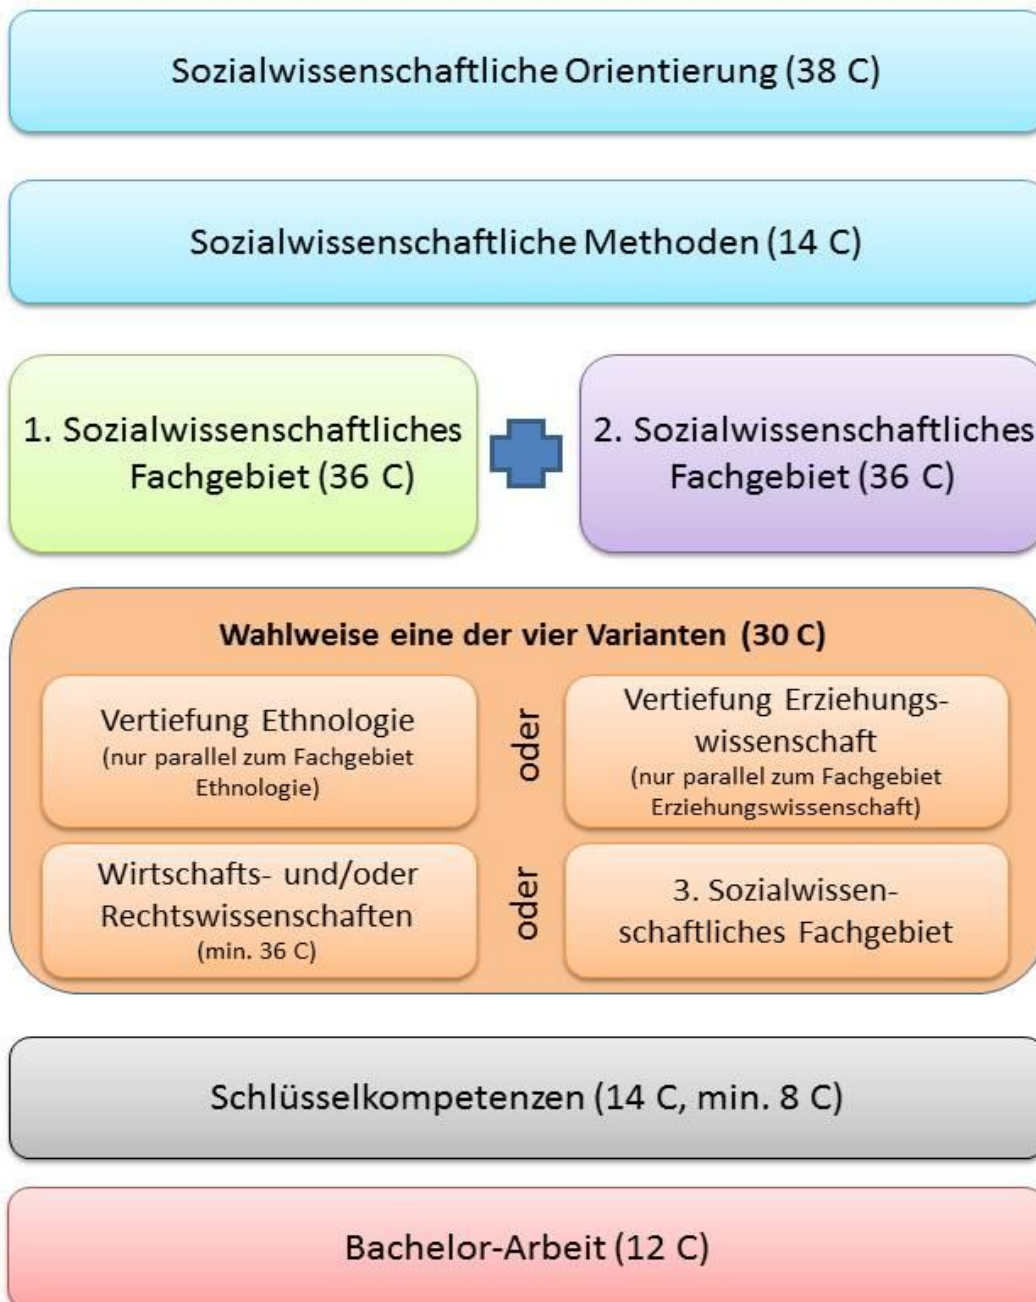 Sozialwissenschaftliche Orientierung (38 C)
Sozialwissenschaftliche Methoden (14 C)
1. Sozialwissenschaftliches
Fachgebiet (36 C)
2. Sozialwissenschaftliches
Fachgebiet (36 C)
Wahlweise eine der vier Varianten (30 C)
Vertiefung Ethnologie
(nur parallel zum Fachgebiet
Ethnologie)
oder
Vertiefung Erziehungs-
wissenschaft
(nur parallel zum Fachgebiet
Erziehungswissenschaft)
Wirtschafts- und/oder
Rechtswissenschaften
(min. 36 C)
oder
3. Sozialwissen-
schaftliches Fachgebiet
Schlüsselkompetenzen (14 C, min. 8 C)
Bachelor-Arbeit (12 C)